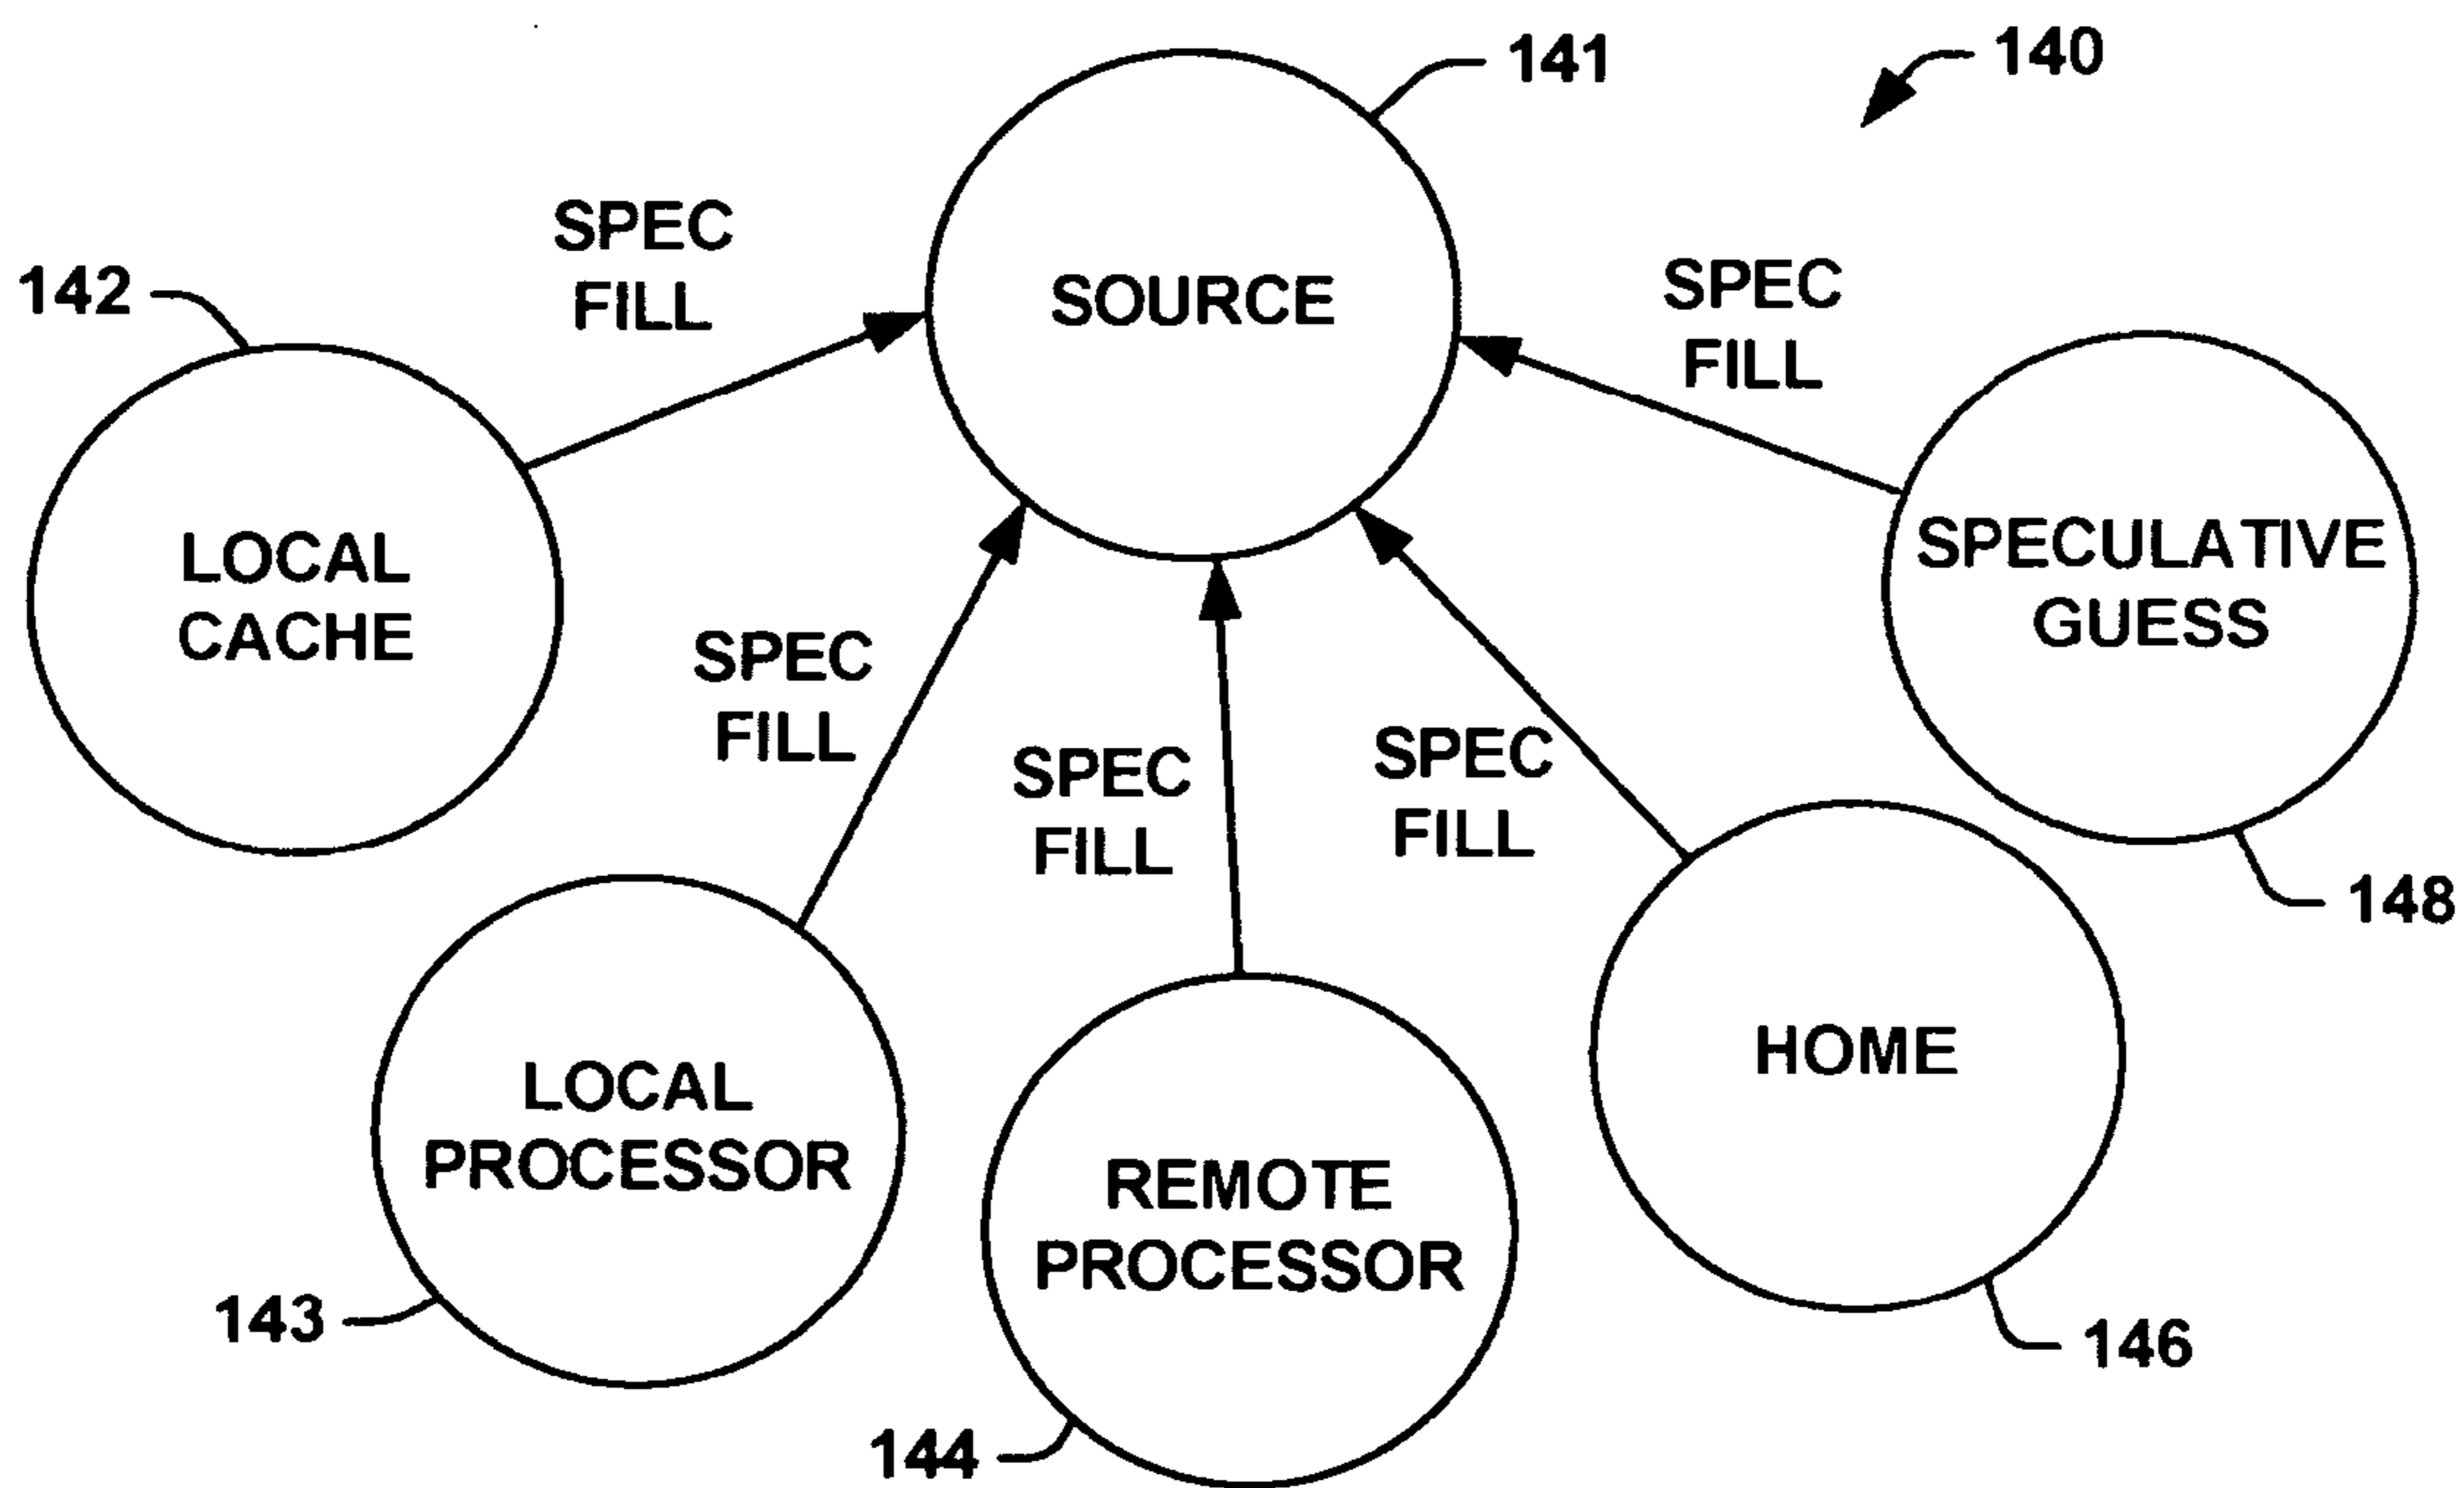 141
140
SPEC
FILL
142
SOURCE
SPEC
FILL
LOCAL
CACHE
SPECULATIVE
GUESS
SPEC
FILL
SPEC
FILL
SPEC
FILL
148
LOCAL
PROCESSOR
REMOTE
PROCESSOR
HOME
143
144
146